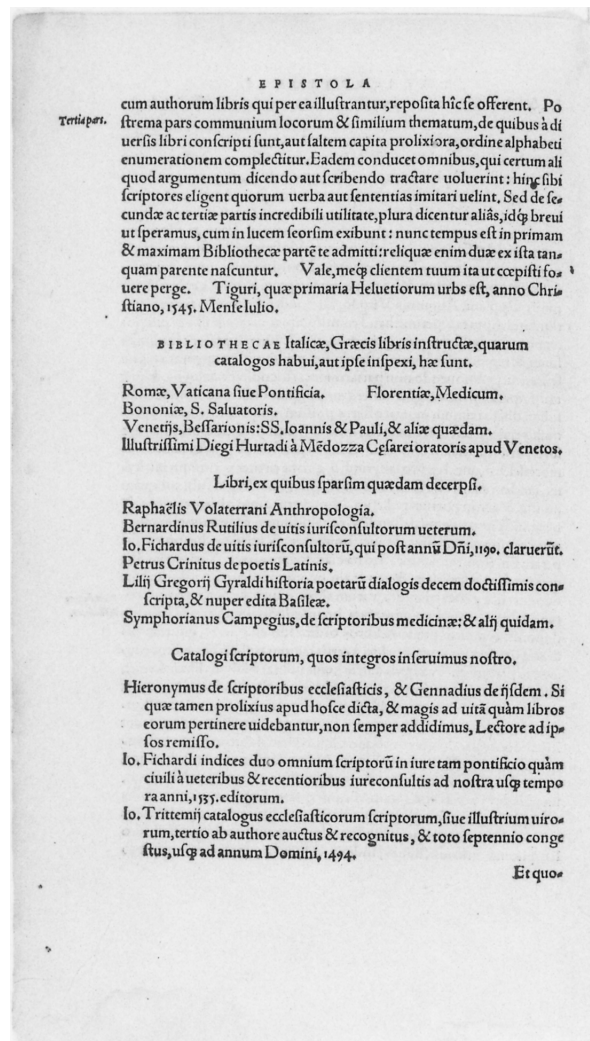 EPISTOLA
cum authorum libris qui per ea illuſtrantur, repoſita hîc ſe offerent. Po
Tertia pars.
ſtrema pars communium locorum & ſimilium thematum, de quibus à di
uerſis libri conſcripti ſunt, aut ſaltem capita prolixiora, ordine alphabeti
enumerationem complectitur. Eadem conducet omnibus, qui certum ali
quod argumentum dicendo aut ſcribendo tractare uoluerint: hinc ſibi
ſcriptores eligent quorum uerba aut ſententias imitari uelint. Sed de ſe⸗
cundæ ac tertiæ partis incredibili utilitate, plura dicentur aliâs, idq́ꝫ breui
ut ſperamus, cum in lucem ſeorſim exibunt: nunc tempus eſt in primam
& maximam Bibliothecæ partẽ te admitti: reliquæ enim duæ ex iſta tan⸗
quam parente naſcuntur. Vale, meq́ꝫ clientem tuum ita ut cœpiſti fo⸗
uere perge. Tiguri, quæ primaria Heluetiorum urbs eſt, anno Chri⸗
ſtiano, 1545. Menſe Iulio.
BIBLIOTHECAE Italicæ, Græcis libris inſtructæ, quarum
catalogos habui, aut ipſe inſpexi, hæ ſunt.
Romæ, Vaticana ſiue Pontificia. Florentiæ, Medicum.
Bononiæ, S. Saluatoris.
Venetijs, Beſſarionis: SS. Ioannis & Pauli, & aliæ quædam.
Illuſtriſſimi Diegi Hurtadi à Mẽdozza Cęſarei oratoris apud Venetos.
Libri, ex quibus ſparſim quædam decerpſi.
Raphaëlis Volaterrani Anthropologia.
Bernardinus Rutilius de uitis iuriſconſultorum ueterum.
Io. Fichardus de uitis iuriſconſultorũ, qui poſt annũ Dñi, 1190. claruerũt.
Petrus Crinitus de poetis Latinis.
Lilij Gregorij Gyraldi hiſtoria poetarũ dialogis decem doctiſſimis con⸗
ſcripta, & nuper edita Baſileæ.
Symphorianus Campegius, de ſcriptoribus medicinæ: & alij quidam.
Catalogi ſcriptorum, quos integros inſeruimus noſtro.
Hieronymus de ſcriptoribus eccleſiaſticis, & Gennadius de ijſdem. Si
quæ tamen prolixius apud hoſce dicta, & magis ad uitã quàm libros
eorum pertinere uidebantur, non ſemper addidimus, Lectore ad ip⸗
ſos remiſſo.
Io. Fichardi indices duo omnium ſcriptorũ in iure tam pontificio quàm
ciuili à ueteribus & recentioribus iureconſultis ad noſtra uſqꝫ tempo
ra anni, 1535. editorum.
Io. Trittemij catalogus eccleſiaſticorum ſcriptorum, ſiue illuſtrium uiro⸗
rum, tertio ab authore auctus & recognitus, & toto ſeptennio conge
ſtus, uſqꝫ ad annum Domini, 1494.
Et quo⸗